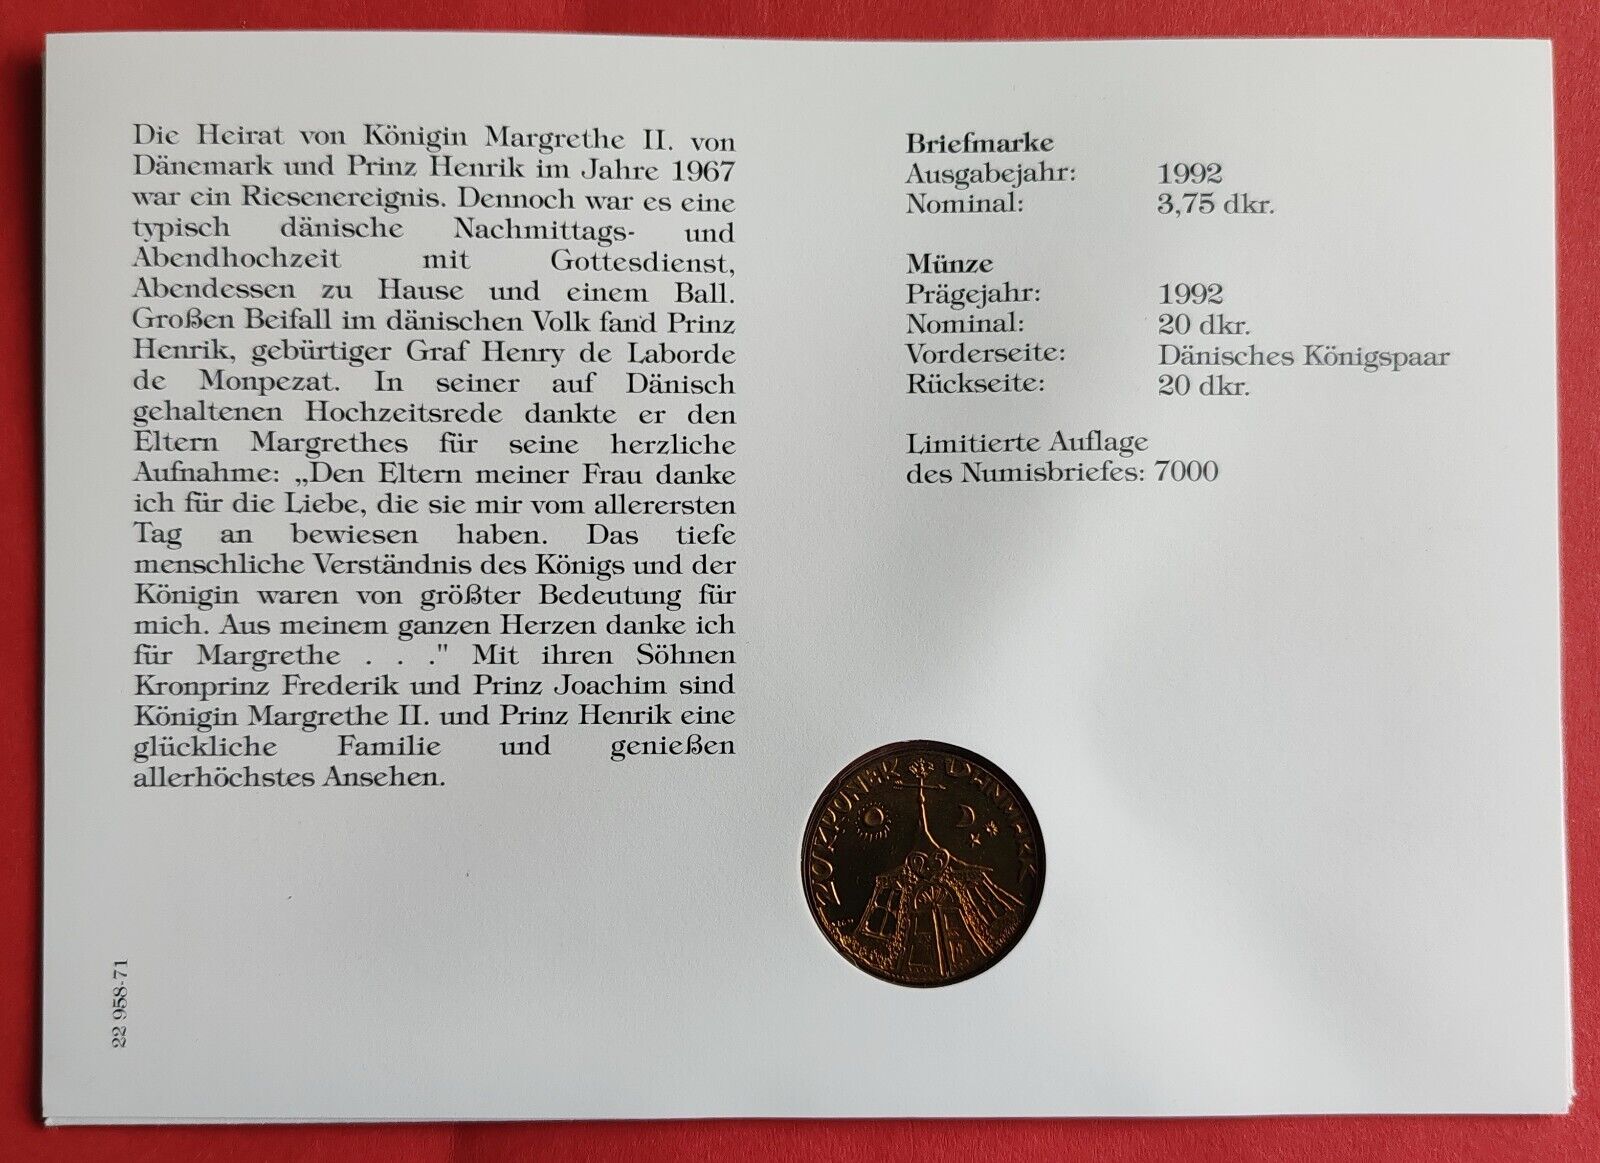 Die Heirat von Königin Margrethe II. von
Dänemark und Prinz Henrik im Jahre 1967
war ein Riesenereignis. Dennoch war es eine
typisch dänische Nachmittags- und
Abendhochzeit mit Gottesdienst,
Abendessen zu Hause und einem Ball.
Großen Beifall im dänischen Volk fand Prinz
Henrik, gebürtiger Graf Henry de Laborde
de Monpezat. In seiner auf Dänisch
gehaltenen Hochzeitsrede dankte er den
Eltern Margrethes für seine herzliche
Aufnahme: „Den Eltern meiner Frau danke
ich für die Liebe, die sie mir vom allerersten
Tag an bewiesen haben. Das tiefe
menschliche Verständnis des Königs und der
Königin waren von größter Bedeutung für
mich. Aus meinem ganzen Herzen danke ich
für Margrethe . . ." Mit ihren Söhnen
Kronprinz Frederik und Prinz Joachim sind
Königin Margrethe II. und Prinz Henrik eine
glückliche Familie und genießen
allerhöchstes Ansehen.
22 958-71
Briefmarke
Ausgabejahr: 1992
Nominal: 3,75 dkr.
Münze
Prägejahr: 1992
Nominal: 20 dkr.
Vorderseite: Dänisches Königspaar
Rückseite: 20 dkr.
Limitierte Auflage
des Numisbriefes: 7000
20 KRONER DANMARK
25